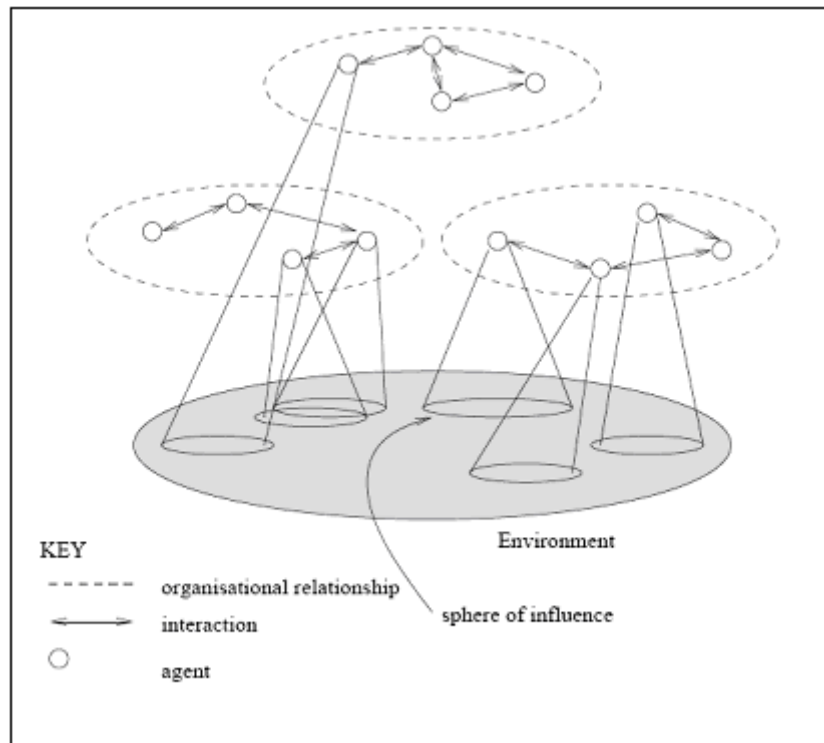 Environment
KEY
organisational relationship
sphere of influence
interaction
agent